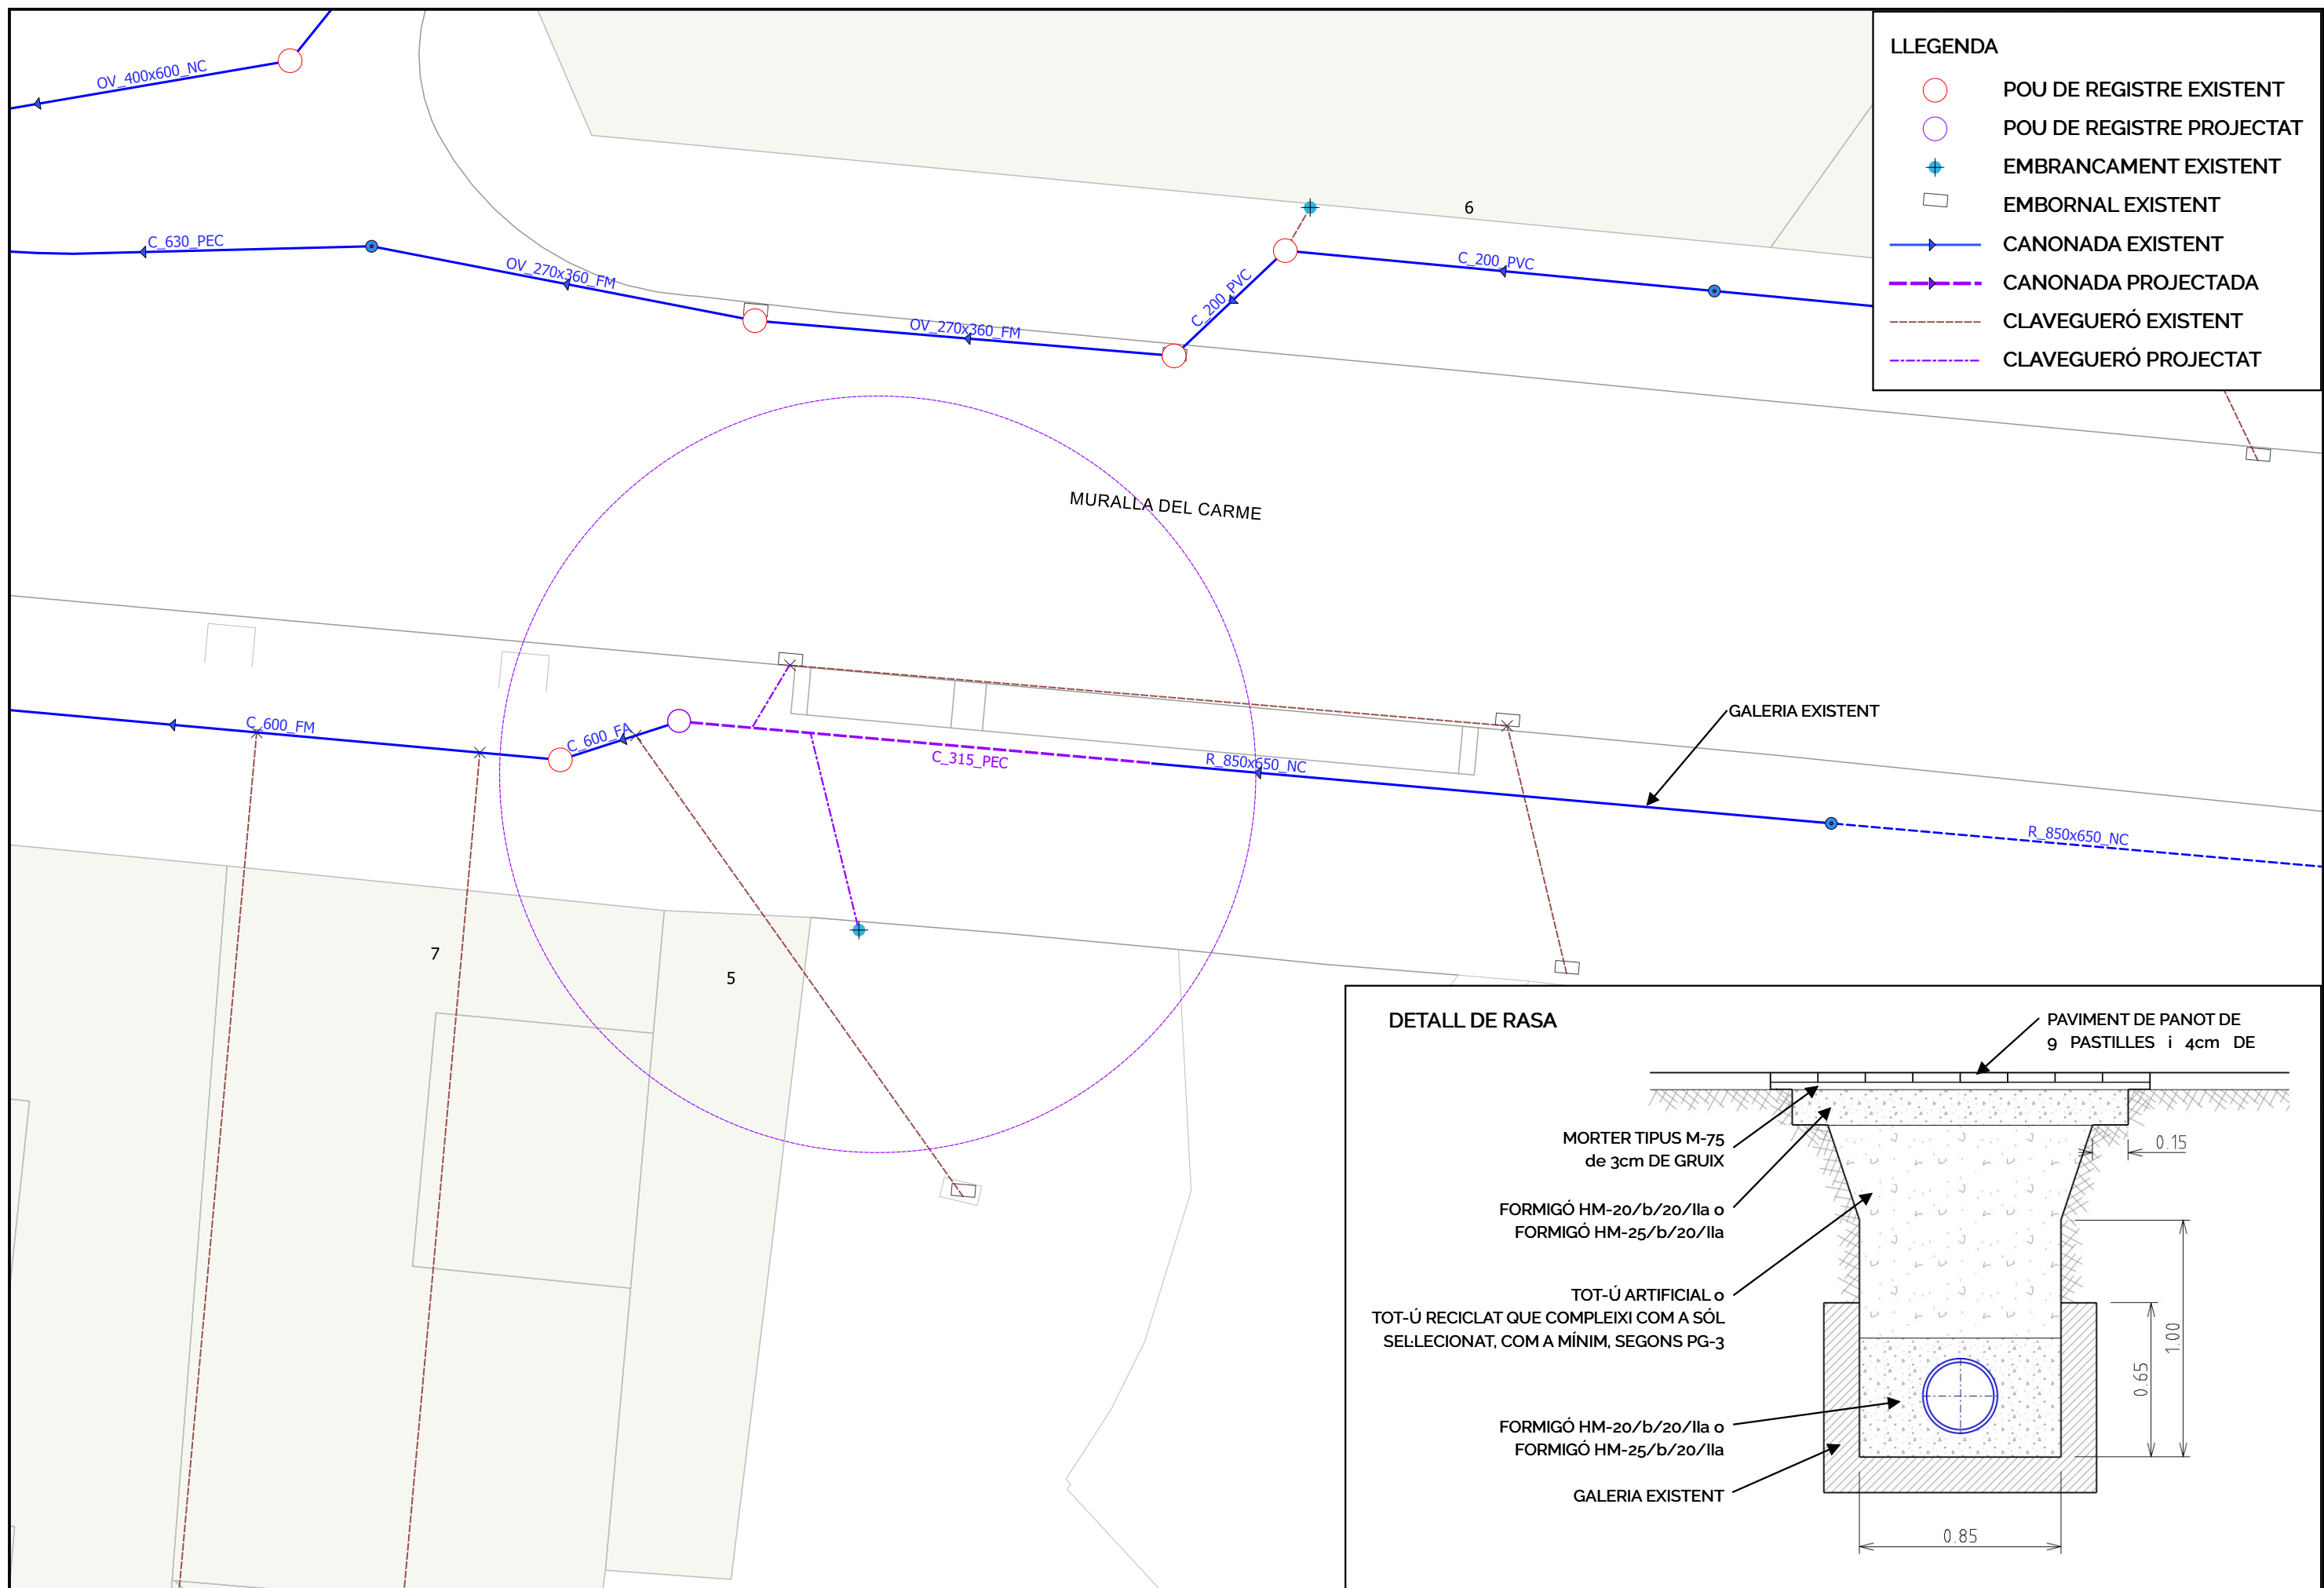 LLEGENDA
POU DE REGISTRE EXISTENT
POU DE REGISTRE PROJECTAT
EMBRANCAMENT EXISTENT
EMBORNAL EXISTENT
CANONADA EXISTENT
CANONADA PROJECTADA
CLAVEGUERÓ EXISTENT
CLAVEGUERÓ PROJECTAT
OV_400x600_NC
6
C_630_PEC
OV_270x360_FM
C_200_PVC
C_200_PVC
OV_270x360_FM
MURALLA DEL CARME
GALERIA EXISTENT
C_600_FM
C_600_FA
C_315_PEC
R_850x650_NC
R_850x650_NC
7
5
DETALL DE RASA
PAVIMENT DE PANOT DE
9 PASTILLES i 4cm DE
MORTER TIPUS M-75
de 3cm DE GRUIX
0.15
FORMIGÓ HM-20/b/20/IIa o
FORMIGÓ HM-25/b/20/IIa
TOT-Ú ARTIFICIAL o
TOT-Ú RECICLAT QUE COMPLEIXI COM A SÓL
SEL·LECIONAT, COM A MÍNIM, SEGONS PG-3
1.00
0.65
FORMIGÓ HM-20/b/20/IIa o
FORMIGÓ HM-25/b/20/IIa
GALERIA EXISTENT
0.85